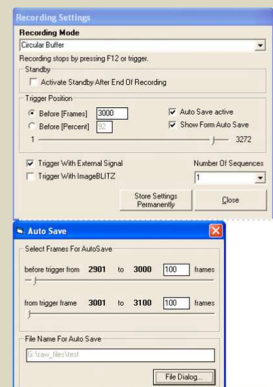 Recording Settings
Recording Mode
Circular Buffer
Recording stops by pressing F12 or trigger.
Standby
Activate Standby After End Of Recording
Trigger Position
Before [Frames] 3000 Auto Save active
Before [Percent] 92 Show Form Auto Save
1 3272
Trigger With External Signal Number Of Sequences
Trigger With ImageBLITZ 1
Store Settings Permanently Close
Auto Save
Select Frames For AutoSave
before trigger from 2901 to 3000 100 frames
from trigger frame 3001 to 3100 100 frames
File Name For Auto Save
G:\raw_files\test
File Dialog...